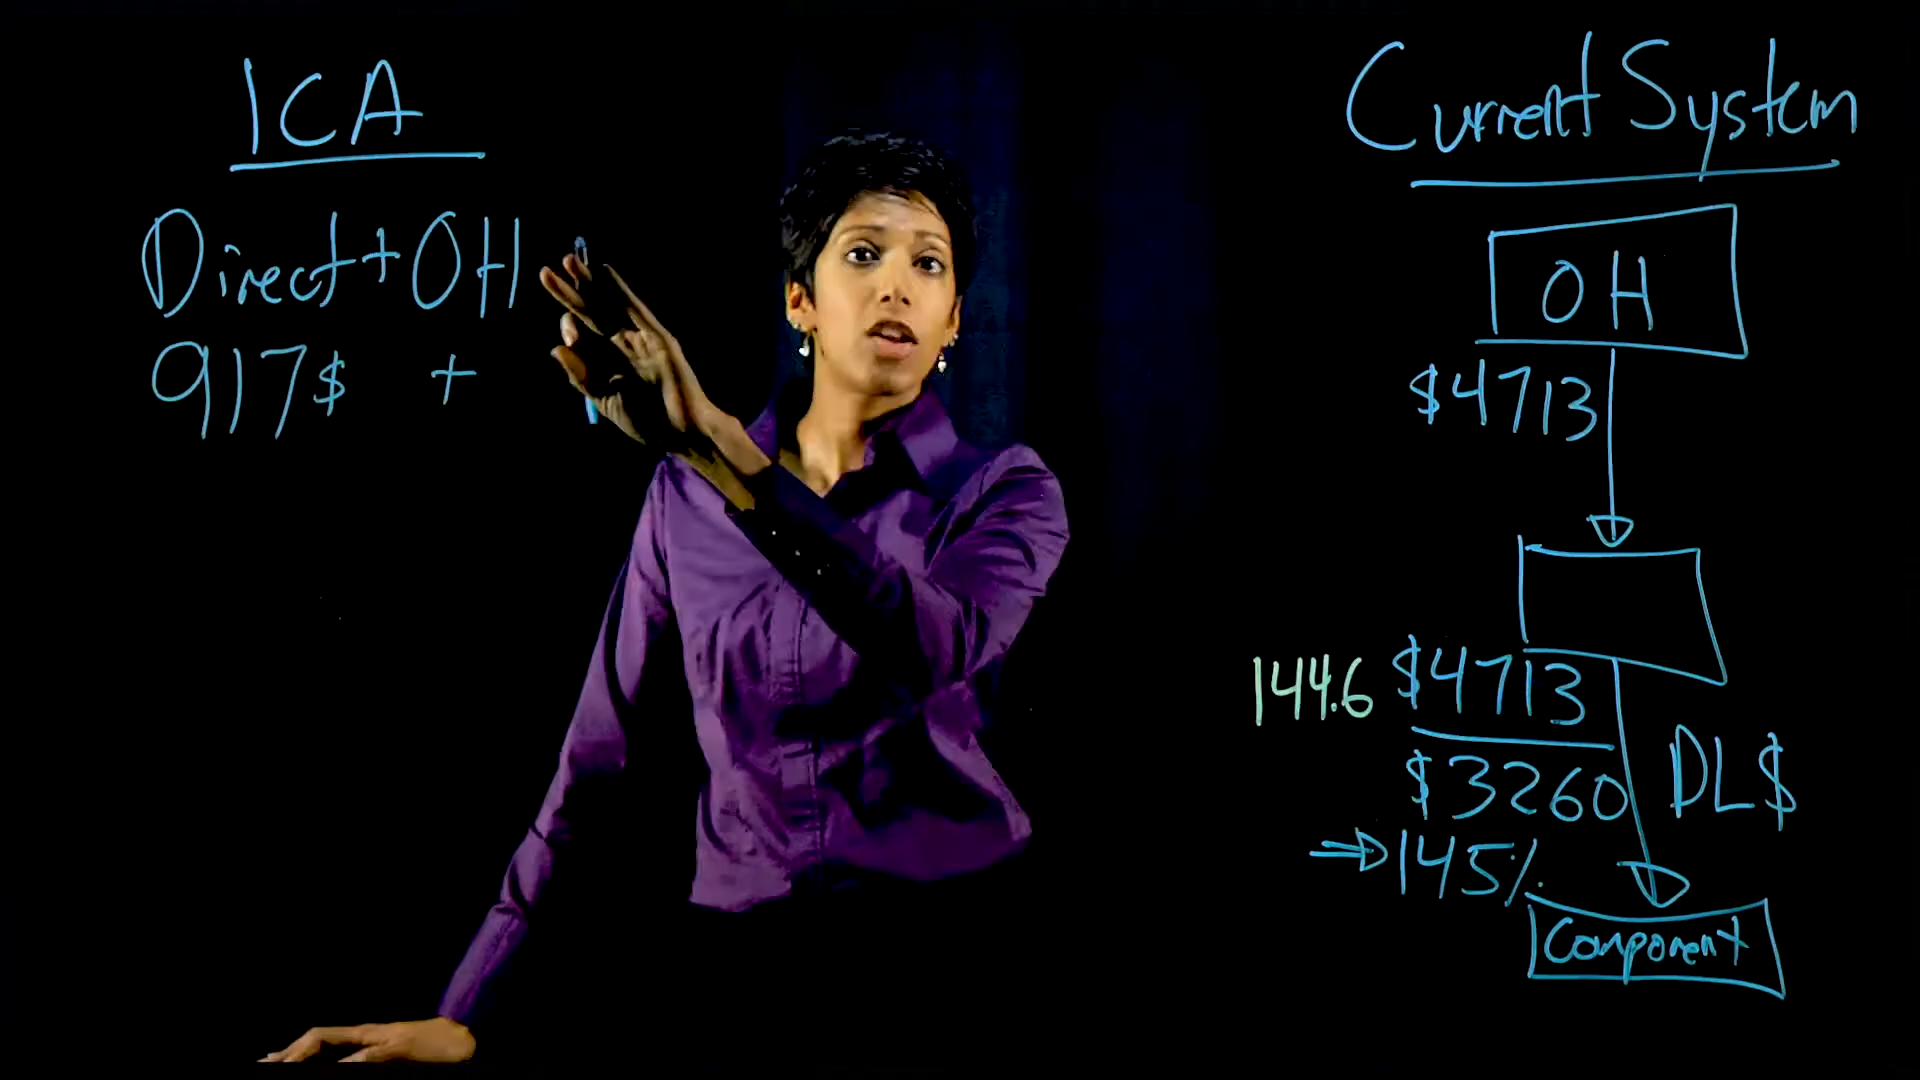 ICA
Direct + OH
917$ +
Current System
OH
$4713
144.6 $4713
$3260 DL$
→145%
Component